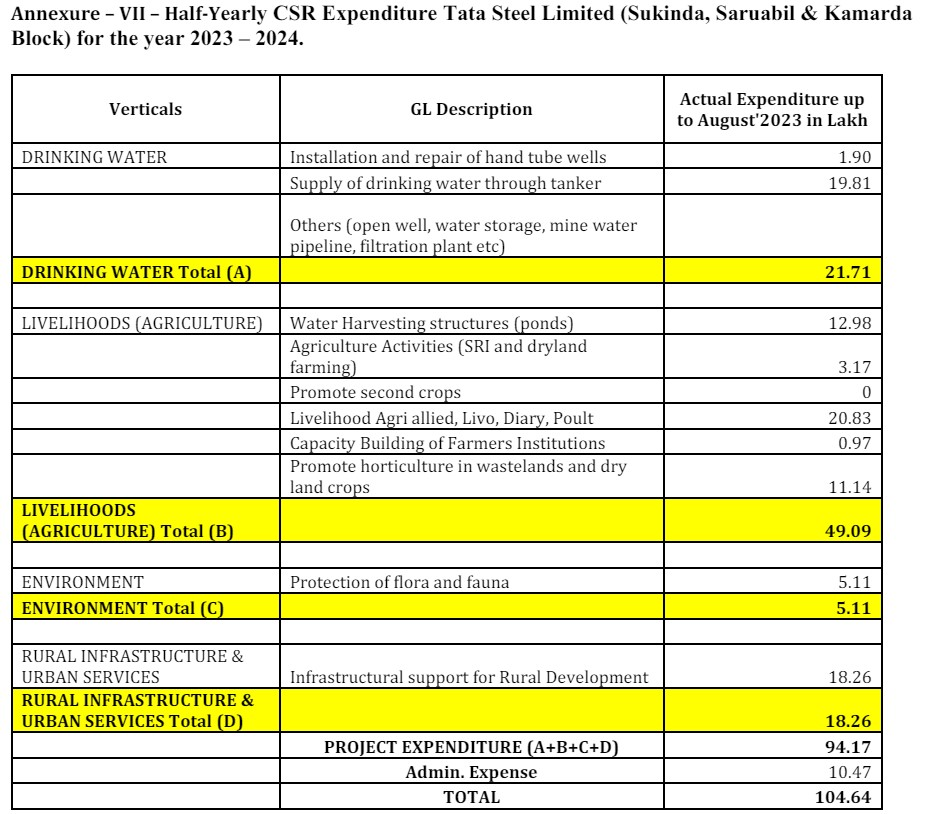 Annexure – VII – Half-Yearly CSR Expenditure Tata Steel Limited (Sukinda, Saruabil & Kamarda
Block) for the year 2023 – 2024.
Verticals GL Description Actual Expenditure up
to August'2023 in Lakh
DRINKING WATER Installation and repair of hand tube wells 1.90
Supply of drinking water through tanker 19.81
Others (open well, water storage, mine water
pipeline, filtration plant etc)
DRINKING WATER Total (A) 21.71
LIVELIHOODS (AGRICULTURE) Water Harvesting structures (ponds) 12.98
Agriculture Activities (SRI and dryland
farming) 3.17
Promote second crops 0
Livelihood Agri allied, Livo, Diary, Poult 20.83
Capacity Building of Farmers Institutions 0.97
Promote horticulture in wastelands and dry
land crops 11.14
LIVELIHOODS
(AGRICULTURE) Total (B) 49.09
ENVIRONMENT Protection of flora and fauna 5.11
ENVIRONMENT Total (C) 5.11
RURAL INFRASTRUCTURE &
URBAN SERVICES Infrastructural support for Rural Development 18.26
RURAL INFRASTRUCTURE &
URBAN SERVICES Total (D) 18.26
PROJECT EXPENDITURE (A+B+C+D) 94.17
Admin. Expense 10.47
TOTAL 104.64